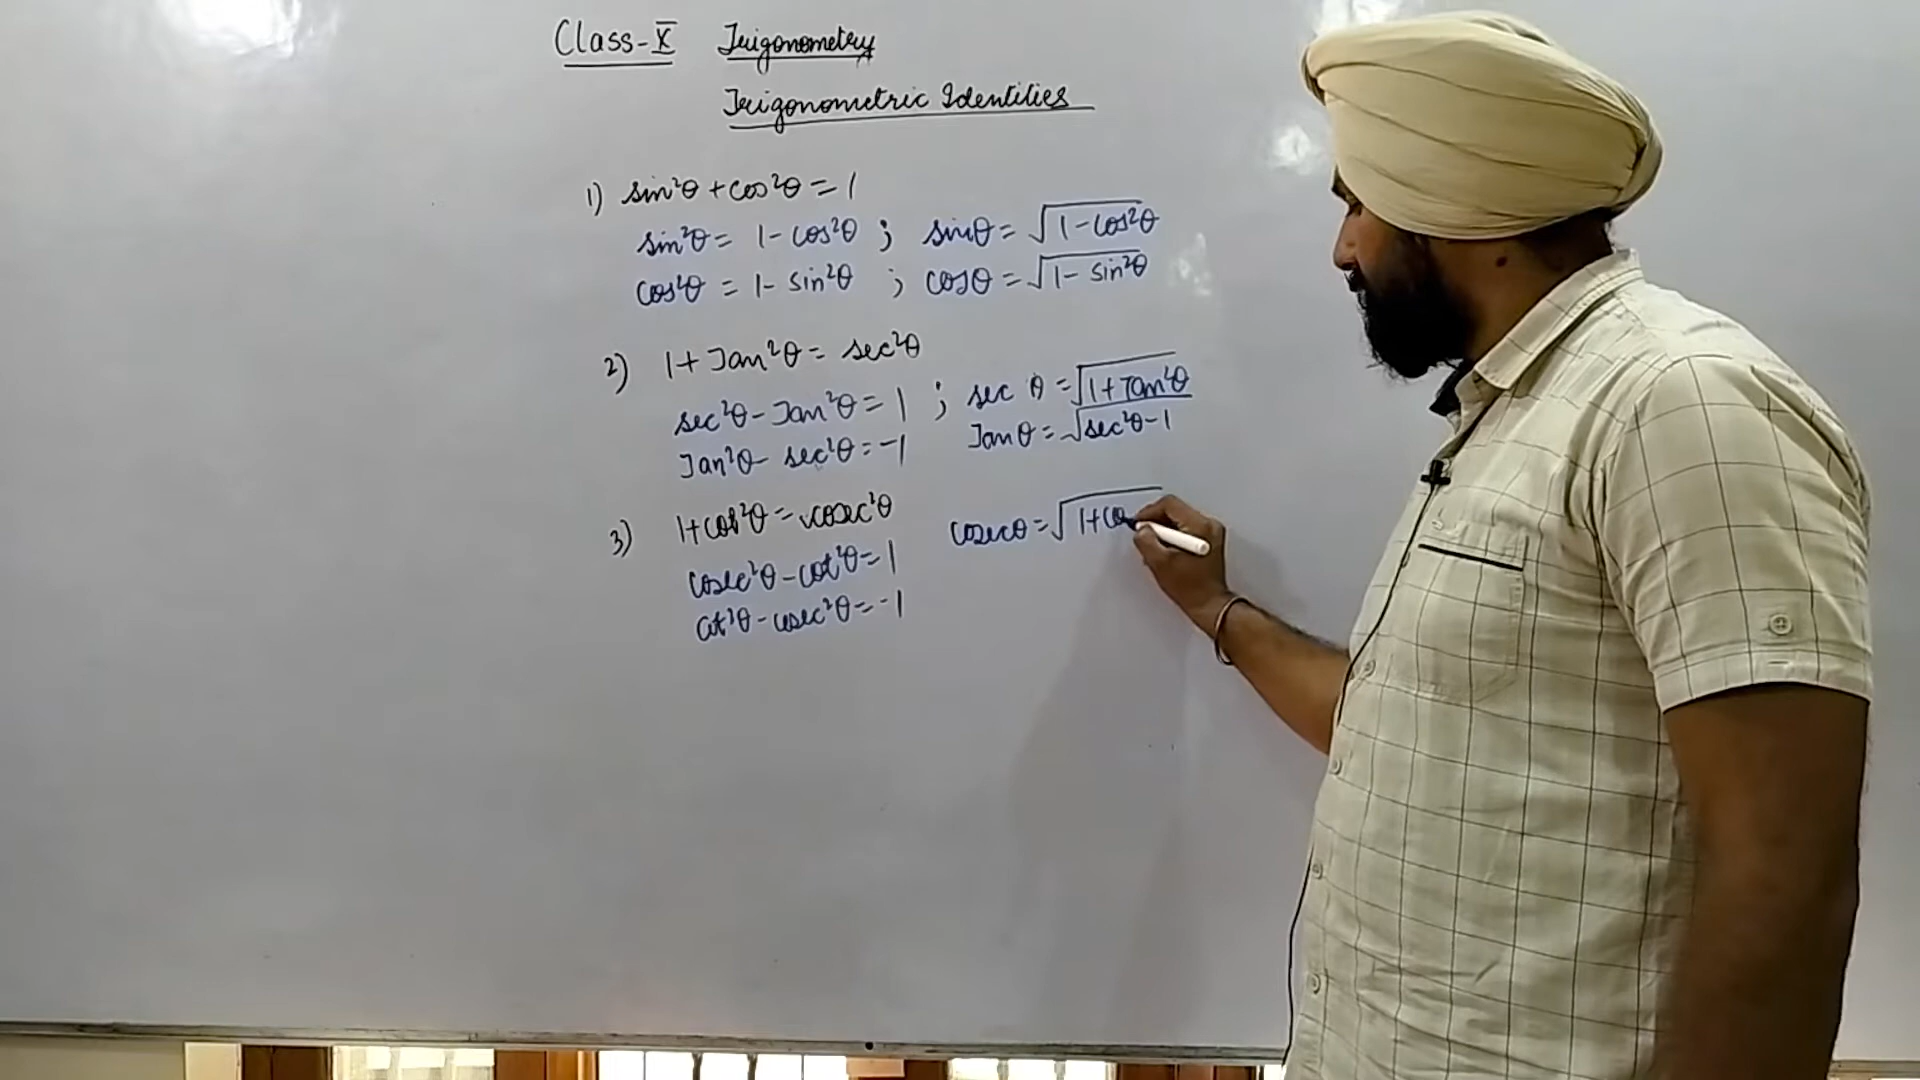 Class-X Trigonometry
Trigonometric Identities
1) sin²θ + cos²θ = 1
sin²θ = 1 - cos²θ ; sinθ = √1 - cos²θ
cos²θ = 1 - sin²θ ; cosθ = √1 - sin²θ
2) 1 + Tan²θ = sec²θ
sec²θ - Tan²θ = 1 ; sec θ = √1 + Tan²θ
Tan²θ - sec²θ = -1 Tanθ = √sec²θ - 1
3) 1 + cot²θ = cosec²θ cosecθ = √1 + co
cosec²θ - cot²θ = 1
cot²θ - cosec²θ = -1